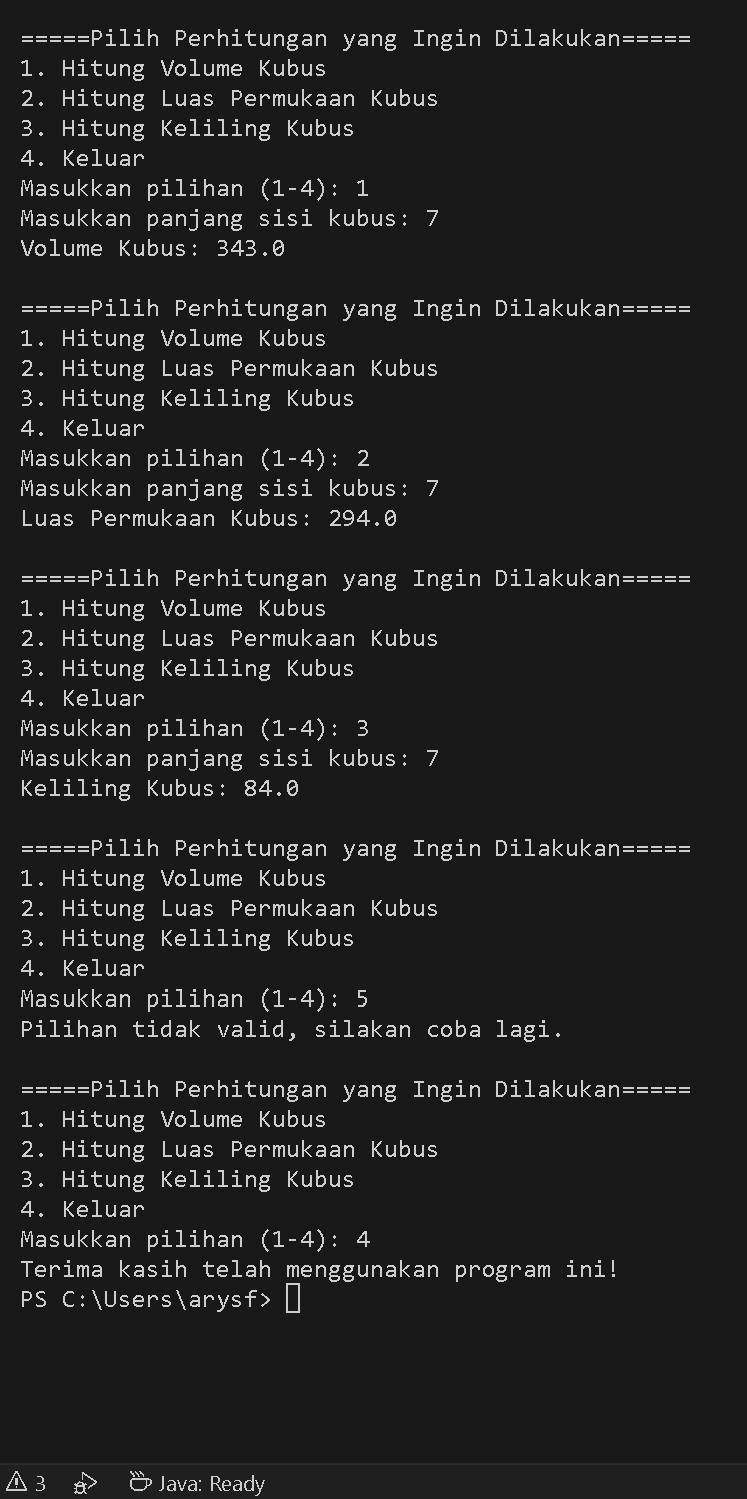 =====Pilih Perhitungan yang Ingin Dilakukan=====
1. Hitung Volume Kubus
2. Hitung Luas Permukaan Kubus
3. Hitung Keliling Kubus
4. Keluar
Masukkan pilihan (1-4): 1
Masukkan panjang sisi kubus: 7
Volume Kubus: 343.0

=====Pilih Perhitungan yang Ingin Dilakukan=====
1. Hitung Volume Kubus
2. Hitung Luas Permukaan Kubus
3. Hitung Keliling Kubus
4. Keluar
Masukkan pilihan (1-4): 2
Masukkan panjang sisi kubus: 7
Luas Permukaan Kubus: 294.0

=====Pilih Perhitungan yang Ingin Dilakukan=====
1. Hitung Volume Kubus
2. Hitung Luas Permukaan Kubus
3. Hitung Keliling Kubus
4. Keluar
Masukkan pilihan (1-4): 3
Masukkan panjang sisi kubus: 7
Keliling Kubus: 84.0

=====Pilih Perhitungan yang Ingin Dilakukan=====
1. Hitung Volume Kubus
2. Hitung Luas Permukaan Kubus
3. Hitung Keliling Kubus
4. Keluar
Masukkan pilihan (1-4): 5
Pilihan tidak valid, silakan coba lagi.

=====Pilih Perhitungan yang Ingin Dilakukan=====
1. Hitung Volume Kubus
2. Hitung Luas Permukaan Kubus
3. Hitung Keliling Kubus
4. Keluar
Masukkan pilihan (1-4): 4
Terima kasih telah menggunakan program ini!
PS C:\Users\arysf>
3 Java: Ready